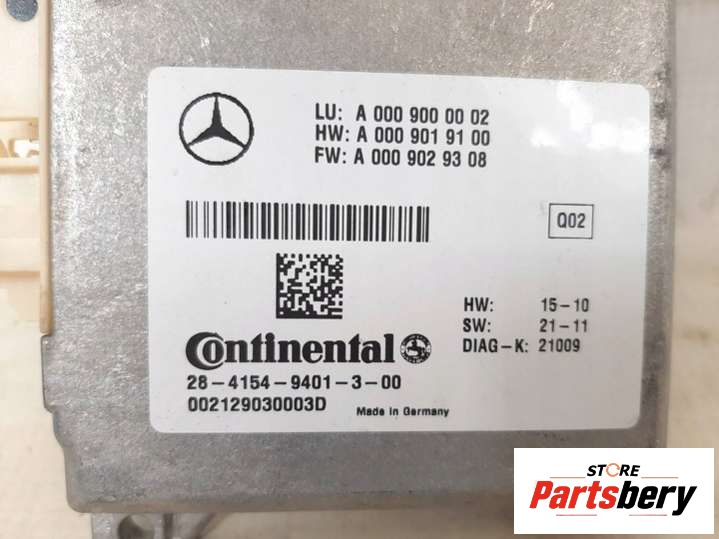 LU: A 000 900 00 02
HW: A 000 901 91 00
FW: A 000 902 93 08
Q02
HW: 15-10
SW: 21-11
DIAG-K: 21009
Continental
28-4154-9401-3-00
002129030003D
Made in Germany
STORE
Partsbery